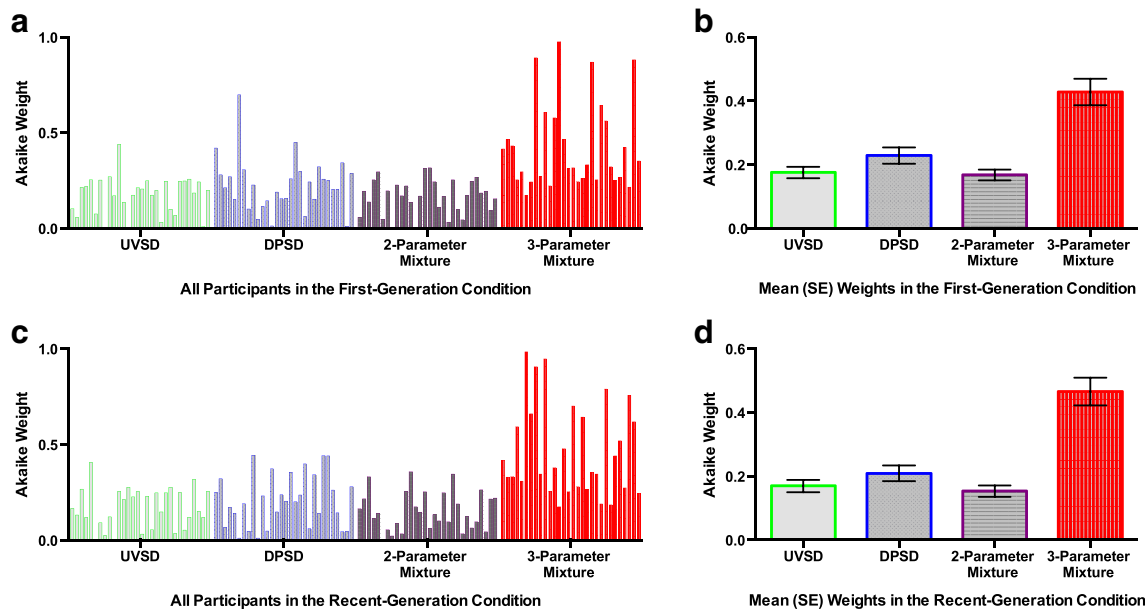 a
1.0
0.5
0.0
Akaike Weight
UVSD
DPSD
2-Parameter
Mixture
3-Parameter
Mixture
All Participants in the First-Generation Condition
b
0.6
0.4
0.2
0.0
Akaike Weight
UVSD
DPSD
2-Parameter
Mixture
3-Parameter
Mixture
Mean (SE) Weights in the First-Generation Condition
c
1.0
0.5
0.0
Akaike Weight
UVSD
DPSD
2-Parameter
Mixture
3-Parameter
Mixture
All Participants in the Recent-Generation Condition
d
0.6
0.4
0.2
0.0
Akaike Weight
UVSD
DPSD
2-Parameter
Mixture
3-Parameter
Mixture
Mean (SE) Weights in the Recent-Generation Condition